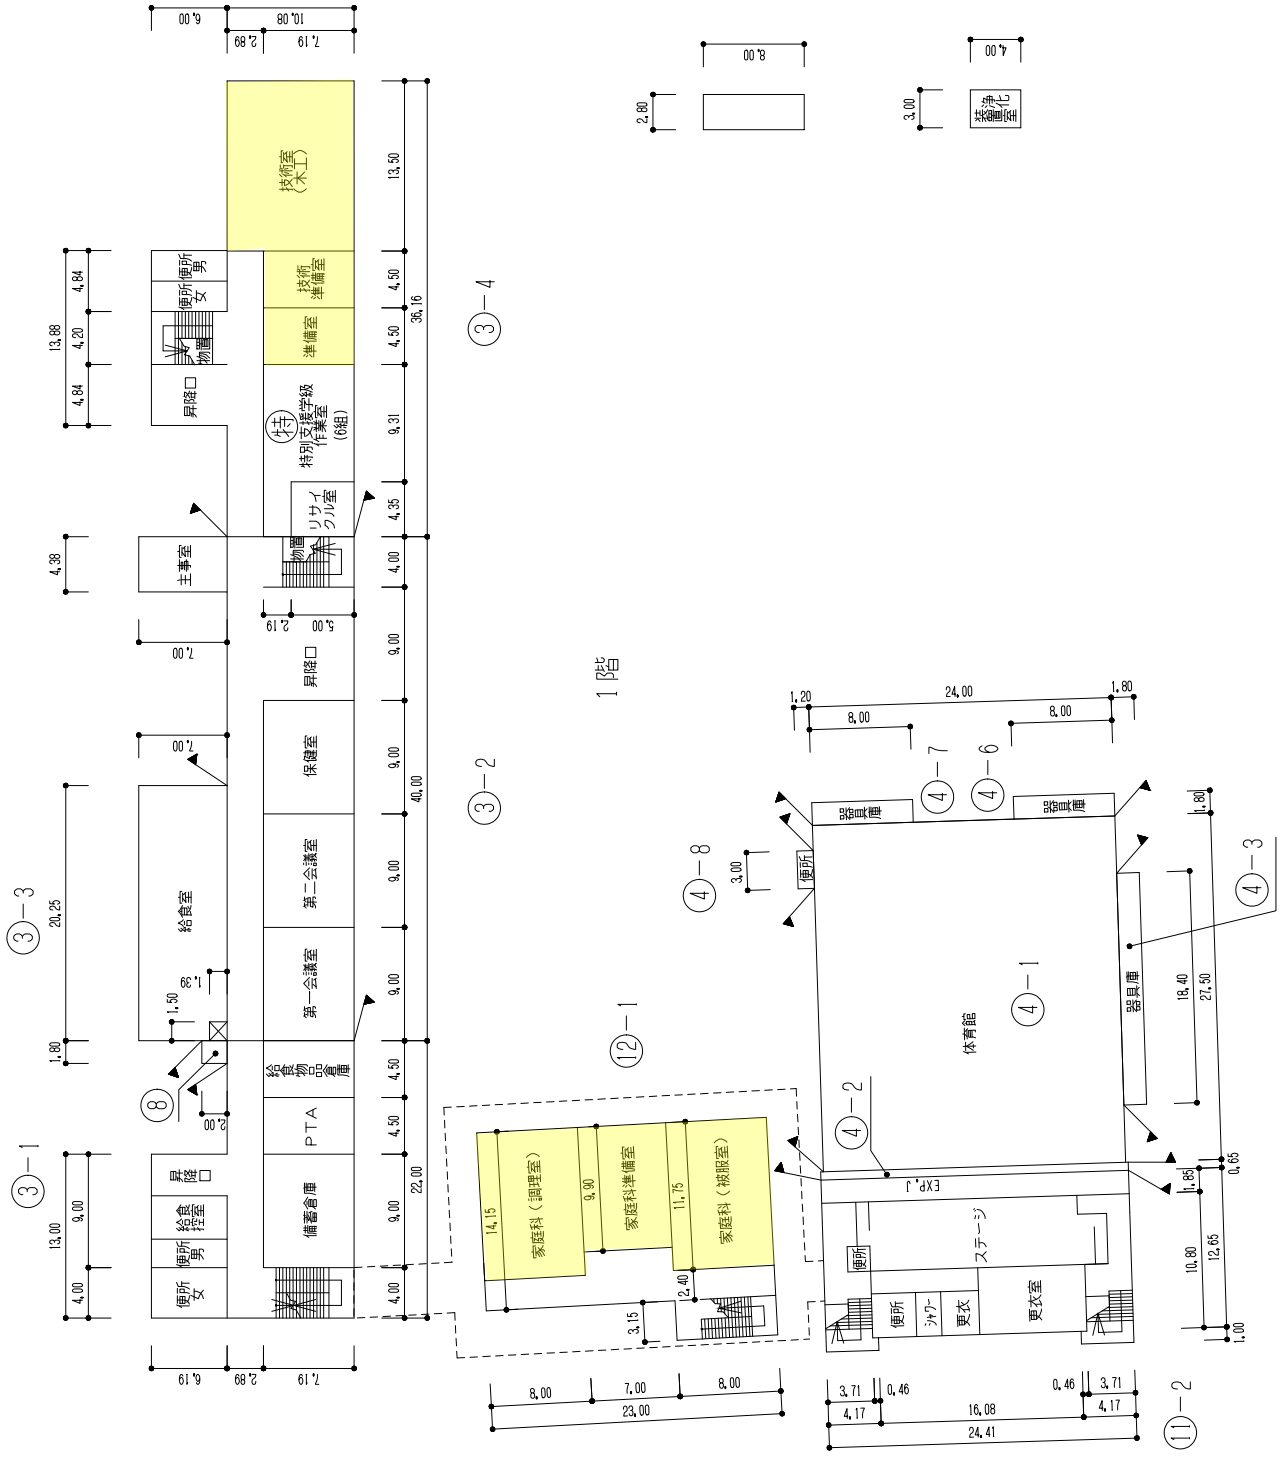 6.00
10.08
2.89
7.19
8.00
4.00
2.80
3.00
浄化
装置室
技術室
(木工)
13.50
便所
男
便所
女
技術
準備室
準備室
物置
昇降口
4.84
4.20
4.84
13.88
4.50
4.50
36.16
③-4
特
特別支援学級
作業室
(6組)
9.31
リサイ
クル室
4.35
物置
4.00
主事室
4.38
7.00
2.19
5.00
昇降口
9.00
1階
保健室
9.00
7.00
40.00
③-2
第二会議室
9.00
給食室
20.25
③-3
第一会議室
9.00
1.39
1.50
1.80
⑧
2.00
給食
物品
倉庫
4.50
PTA
4.50
22.00
③-1
昇降
口
給食
控室
便所
男
便所
女
備蓄倉庫
9.00
13.00
9.00
4.00
4.00
6.19
2.89
7.19
⑫-1
家庭科(調理室)
14.15
家庭科準備室
9.90
家庭科(被服室)
11.75
2.40
3.15
8.00
7.00
8.00
23.00
1.20
24.00
1.80
8.00
8.00
④-7
④-6
器具庫
器具庫
④-8
3.00
便所
1.80
④-3
18.40
27.50
器具庫
体育館
④-1
④-2
EXP.J
0.65
1.85
ステージ
便所
10.80
12.65
便所
シャワー
更衣
更衣室
1.00
3.71
0.46
0.46
3.71
4.17
16.08
4.17
24.41
⑪-2